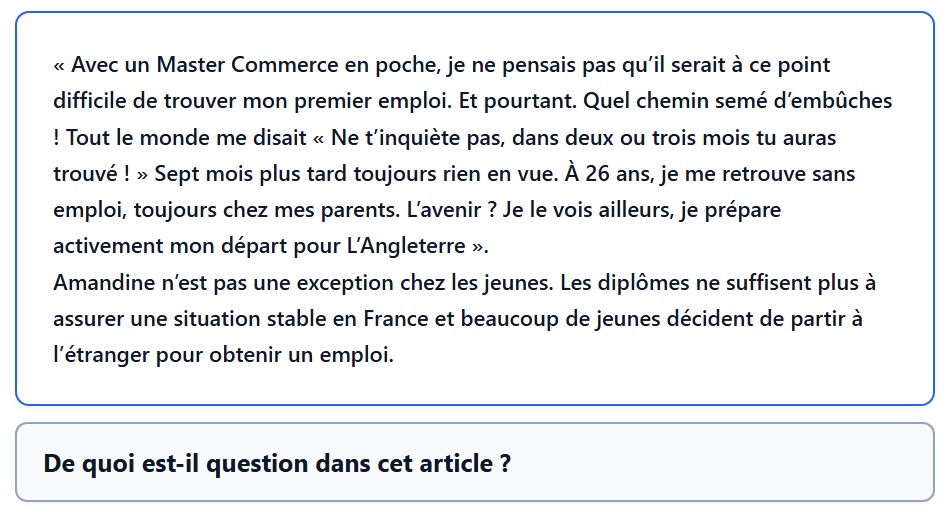 « Avec un Master Commerce en poche, je ne pensais pas qu’il serait à ce point
difficile de trouver mon premier emploi. Et pourtant. Quel chemin semé d’embûches
! Tout le monde me disait « Ne t’inquiète pas, dans deux ou trois mois tu auras
trouvé ! » Sept mois plus tard toujours rien en vue. À 26 ans, je me retrouve sans
emploi, toujours chez mes parents. L’avenir ? Je le vois ailleurs, je prépare
activement mon départ pour L’Angleterre ».
Amandine n’est pas une exception chez les jeunes. Les diplômes ne suffisent plus à
assurer une situation stable en France et beaucoup de jeunes décident de partir à
l’étranger pour obtenir un emploi.
De quoi est-il question dans cet article ?